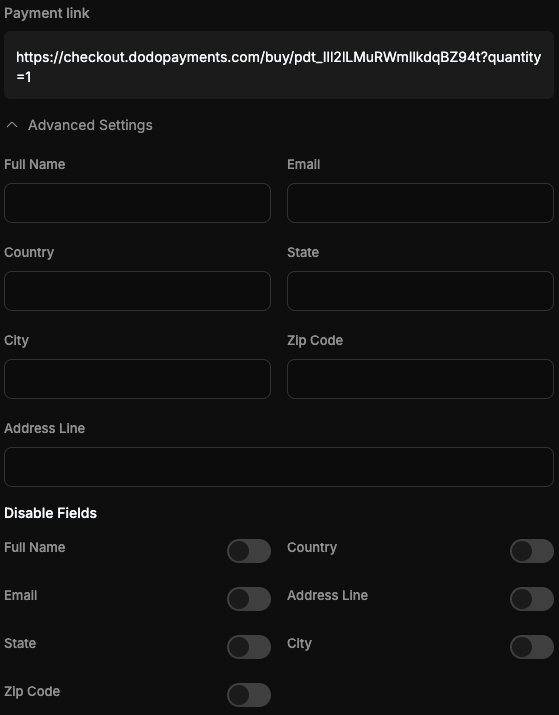 Payment link
https://checkout.dodopayments.com/buy/pdt_lII2ILMuRWmIlkdqBZ94t?quantity
=1
Advanced Settings
Full Name Email
Country State
City Zip Code
Address Line
Disable Fields
Full Name Country
Email Address Line
State City
Zip Code